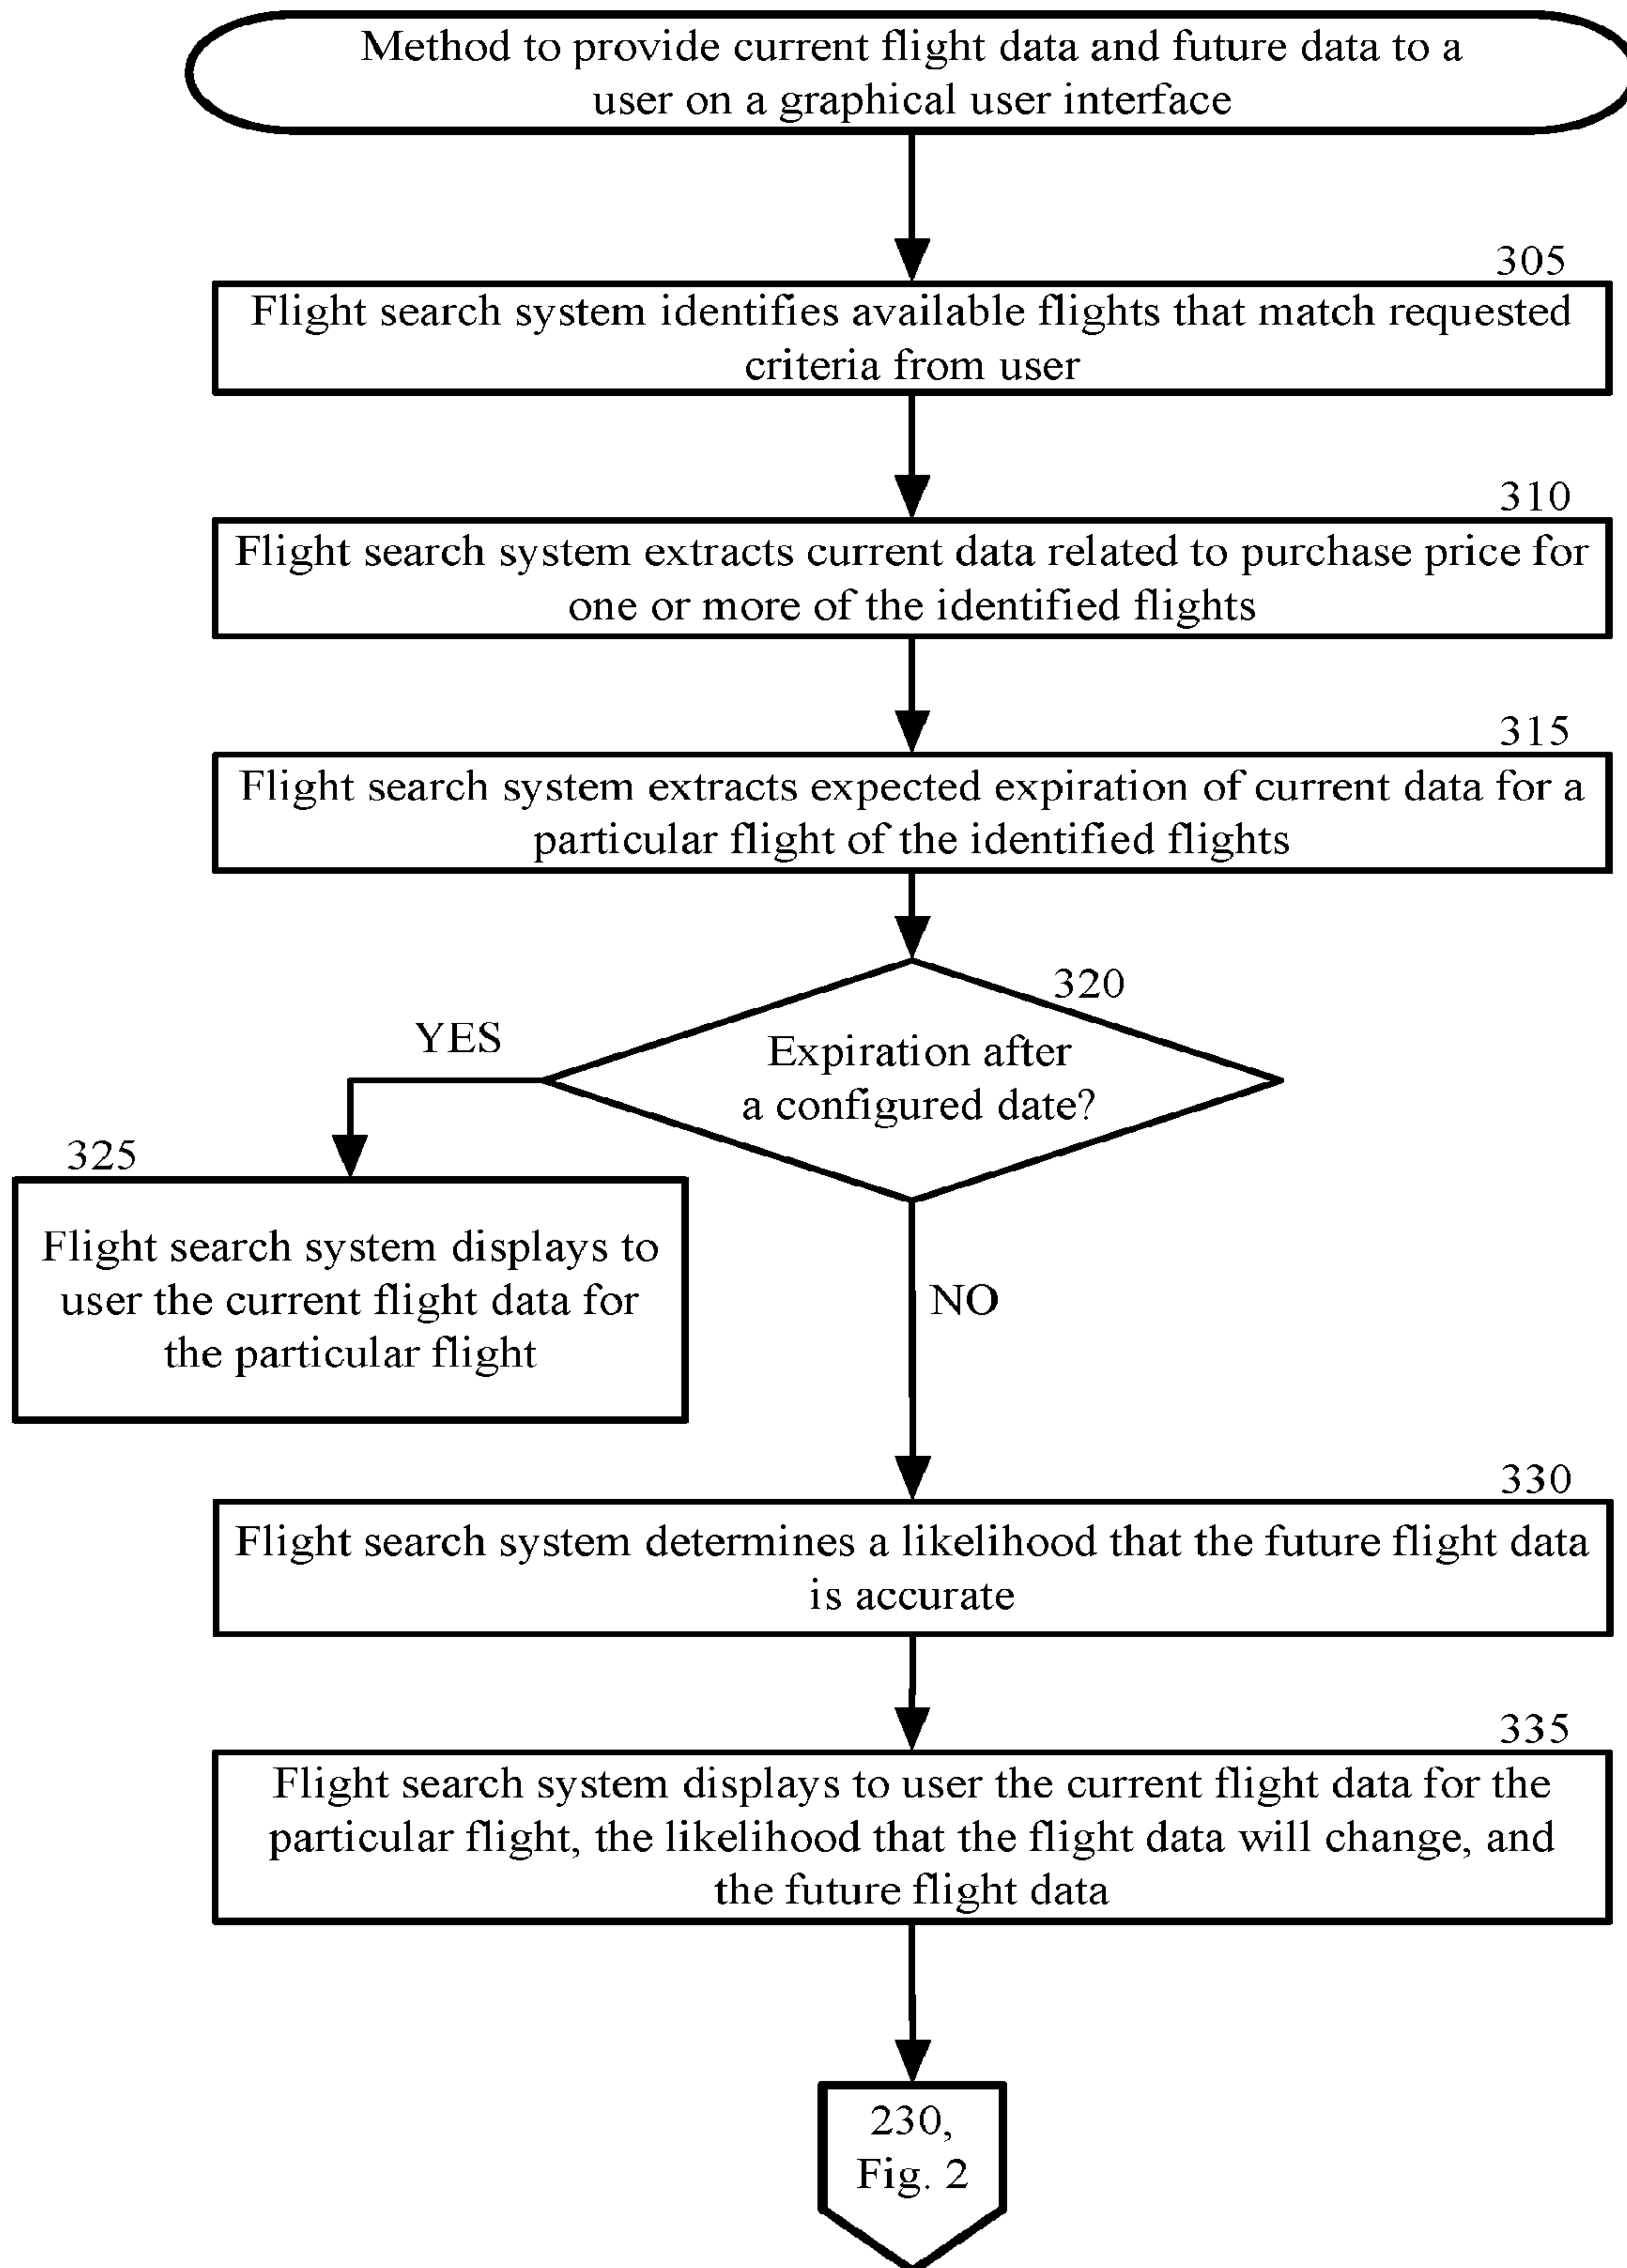 Method to provide current flight data and future data to a
user on a graphical user interface
305
Flight search system identifies available flights that match requested
criteria from user
310
Flight search system extracts current data related to purchase price for
one or more of the identified flights
315
Flight search system extracts expected expiration of current data for a
particular flight of the identified flights
320
Expiration after
a configured date?
YES
325
Flight search system displays to
user the current flight data for
the particular flight
NO
330
Flight search system determines a likelihood that the future flight data
is accurate
335
Flight search system displays to user the current flight data for the
particular flight, the likelihood that the flight data will change, and
the future flight data
230,
Fig. 2